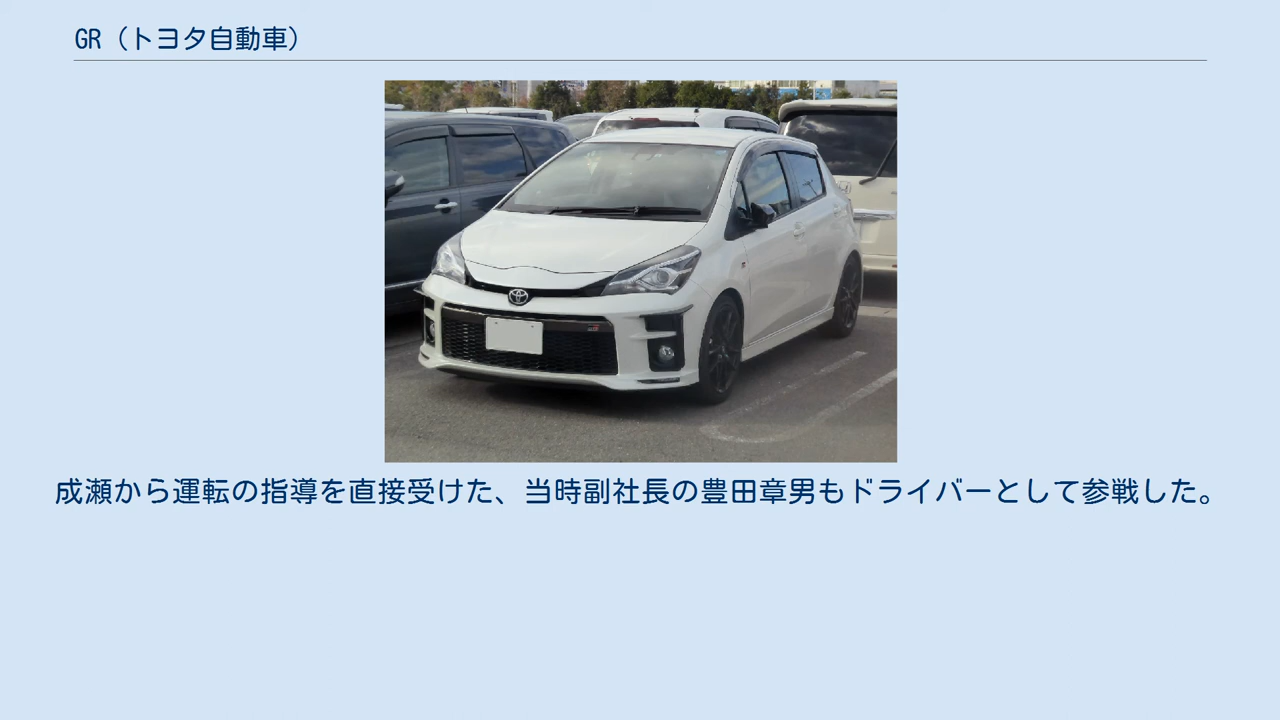 GR（トヨタ自動車）
成瀬から運転の指導を直接受けた、当時副社長の豊田章男もドライバーとして参戦した。